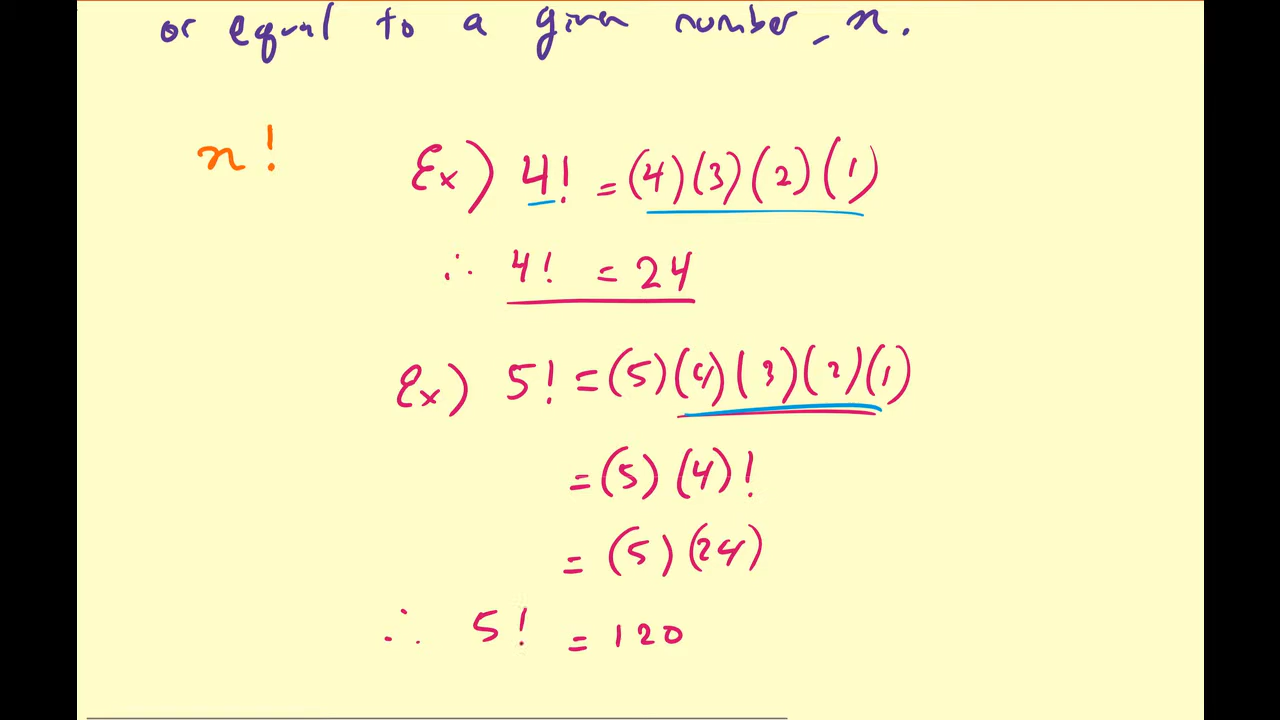 or equal to a given number, n.
n!
Ex) 4! = (4)(3)(2)(1)
∴ 4! = 24
Ex) 5! = (5)(4)(3)(2)(1)
= (5)(4)!
= (5)(24)
∴ 5! = 120